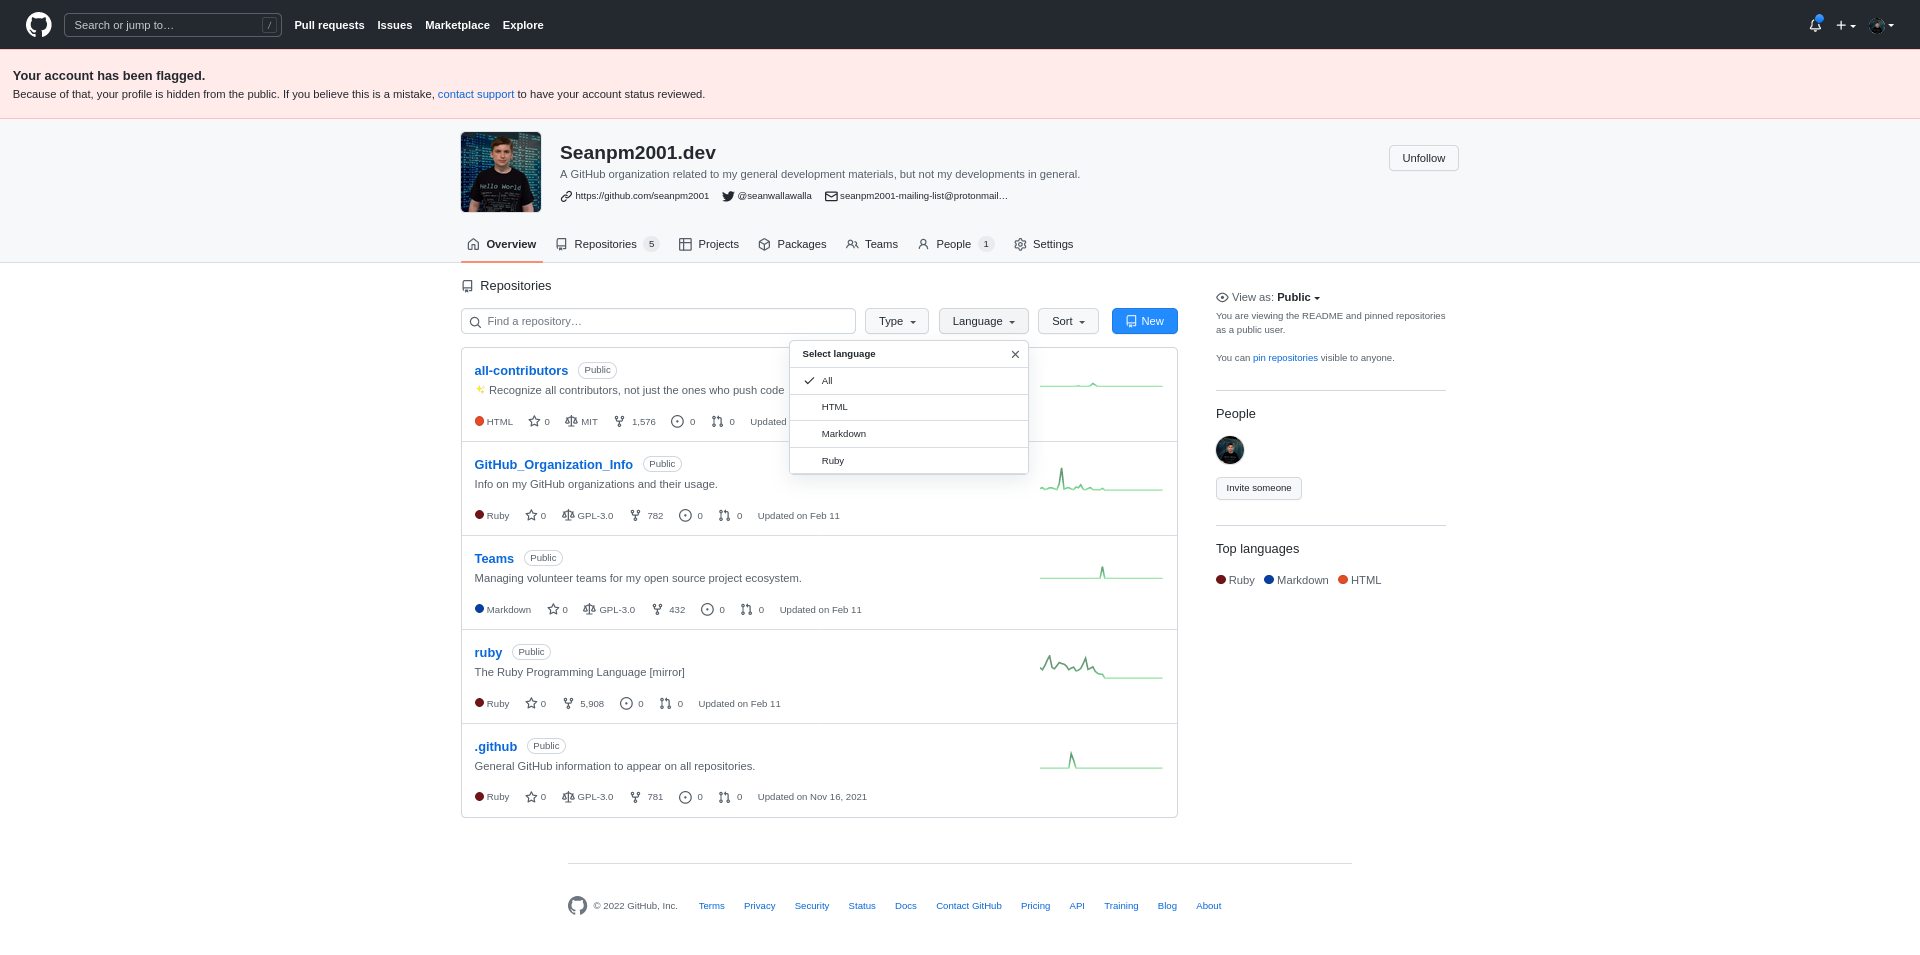 Search or jump to… /
Pull requests Issues Marketplace Explore
Your account has been flagged.
Because of that, your profile is hidden from the public. If you believe this is a mistake, contact support to have your account status reviewed.
Hello World
Seanpm2001.dev
Unfollow
A GitHub organization related to my general development materials, but not my developments in general.
https://github.com/seanpm2001 @seanwallawalla seanpm2001-mailing-list@protonmail…
Overview Repositories 5 Projects Packages Teams People 1 Settings
Repositories
Find a repository…
Type Language Sort New
Select language
All
HTML
Markdown
Ruby
all-contributors Public
Recognize all contributors, not just the ones who push code
HTML 0 MIT 1,576 0 0 Updated
GitHub_Organization_Info Public
Info on my GitHub organizations and their usage.
Ruby 0 GPL-3.0 782 0 0 Updated on Feb 11
Teams Public
Managing volunteer teams for my open source project ecosystem.
Markdown 0 GPL-3.0 432 0 0 Updated on Feb 11
ruby Public
The Ruby Programming Language [mirror]
Ruby 0 5,908 0 0 Updated on Feb 11
.github Public
General GitHub information to appear on all repositories.
Ruby 0 GPL-3.0 781 0 0 Updated on Nov 16, 2021
View as: Public
You are viewing the README and pinned repositories
as a public user.
You can pin repositories visible to anyone.
People
Invite someone
Top languages
Ruby Markdown HTML
© 2022 GitHub, Inc. Terms Privacy Security Status Docs Contact GitHub Pricing API Training Blog About